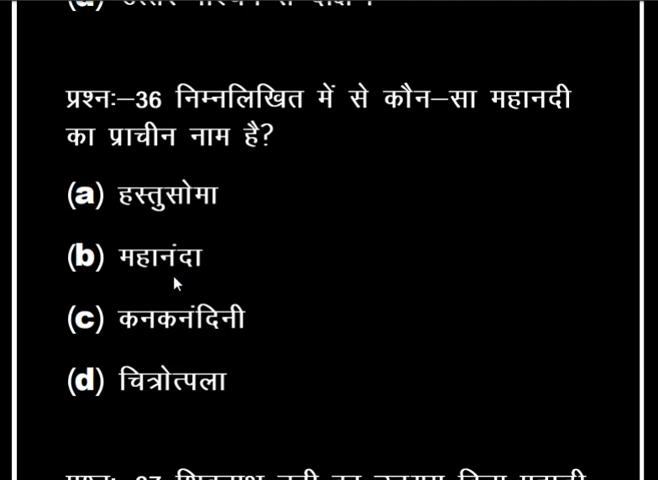 प्रश्न:–36 निम्नलिखित में से कौन–सा महानदी
का प्राचीन नाम है?
(a) हस्तुसोमा
(b) महानंदा
(c) कनकनंदिनी
(d) चित्रोत्पला